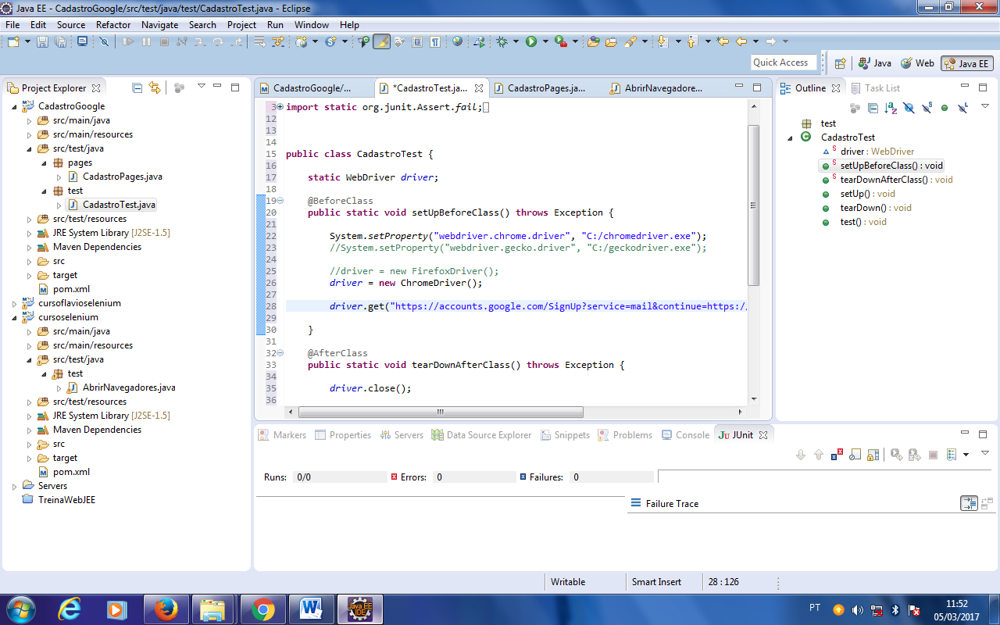 Java EE - CadastroGoogle/src/test/java/test/CadastroTest.java - Eclipse
File Edit Source Refactor Navigate Search Project Run Window Help
Quick Access
Java
Web
Java EE
Project Explorer
CadastroGoogle
src/main/java
src/main/resources
src/test/java
pages
CadastroPages.java
test
CadastroTest.java
src/test/resources
JRE System Library [J2SE-1.5]
Maven Dependencies
src
target
pom.xml
cursoflavioselenium
cursoselenium
src/main/java
src/main/resources
src/test/java
test
AbrirNavegadores.java
src/test/resources
JRE System Library [J2SE-1.5]
Maven Dependencies
src
target
pom.xml
Servers
TreinaWebJEE
CadastroGoogle/...
*CadastroTest.ja...
CadastroPages.ja...
AbrirNavegadore...
3 import static org.junit.Assert.fail;
12
13
14
15 public class CadastroTest {
16
17 static WebDriver driver;
18
19 @BeforeClass
20 public static void setUpBeforeClass() throws Exception {
21
22 System.setProperty("webdriver.chrome.driver", "C:/chromedriver.exe");
23 //System.setProperty("webdriver.gecko.driver", "C:/geckodriver.exe");
24
25 //driver = new FirefoxDriver();
26 driver = new ChromeDriver();
27
28 driver.get("https://accounts.google.com/SignUp?service=mail&continue=https:/
29
30 }
31
32 @AfterClass
33 public static void tearDownAfterClass() throws Exception {
34
35 driver.close();
36
Outline
Task List
test
CadastroTest
driver : WebDriver
setUpBeforeClass() : void
tearDownAfterClass() : void
setUp() : void
tearDown() : void
test() : void
Markers Properties Servers Data Source Explorer Snippets Problems Console JUnit
Runs: 0/0 Errors: 0 Failures: 0
Failure Trace
Writable Smart Insert 28 : 126
Java EE IDE
PT
11:52
05/03/2017